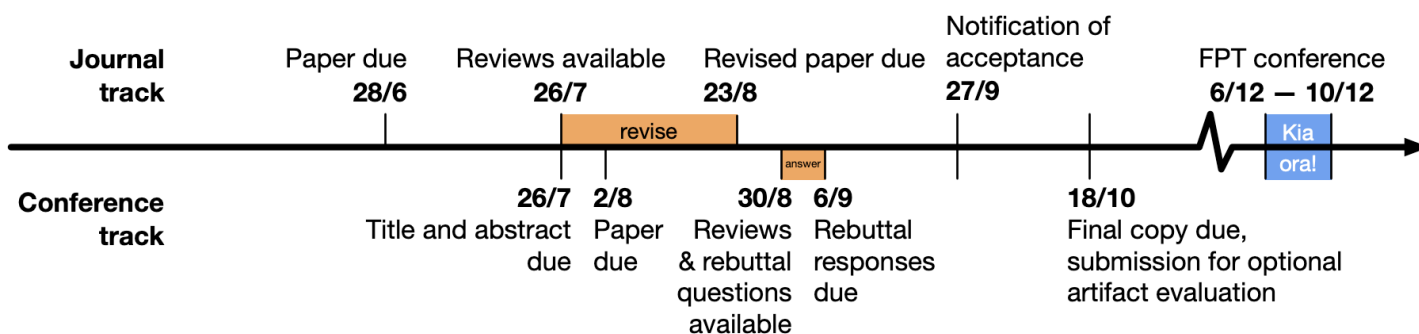 Journal
track
Paper due
28/6
Reviews available
26/7
Revised paper due
23/8
Notification of
acceptance
27/9
FPT conference
6/12 — 10/12
revise
Kia
ora!
answer
Conference
track
26/7
Title and abstract
due
2/8
Paper
due
30/8
Reviews
& rebuttal
questions
available
6/9
Rebuttal
responses
due
18/10
Final copy due,
submission for optional
artifact evaluation